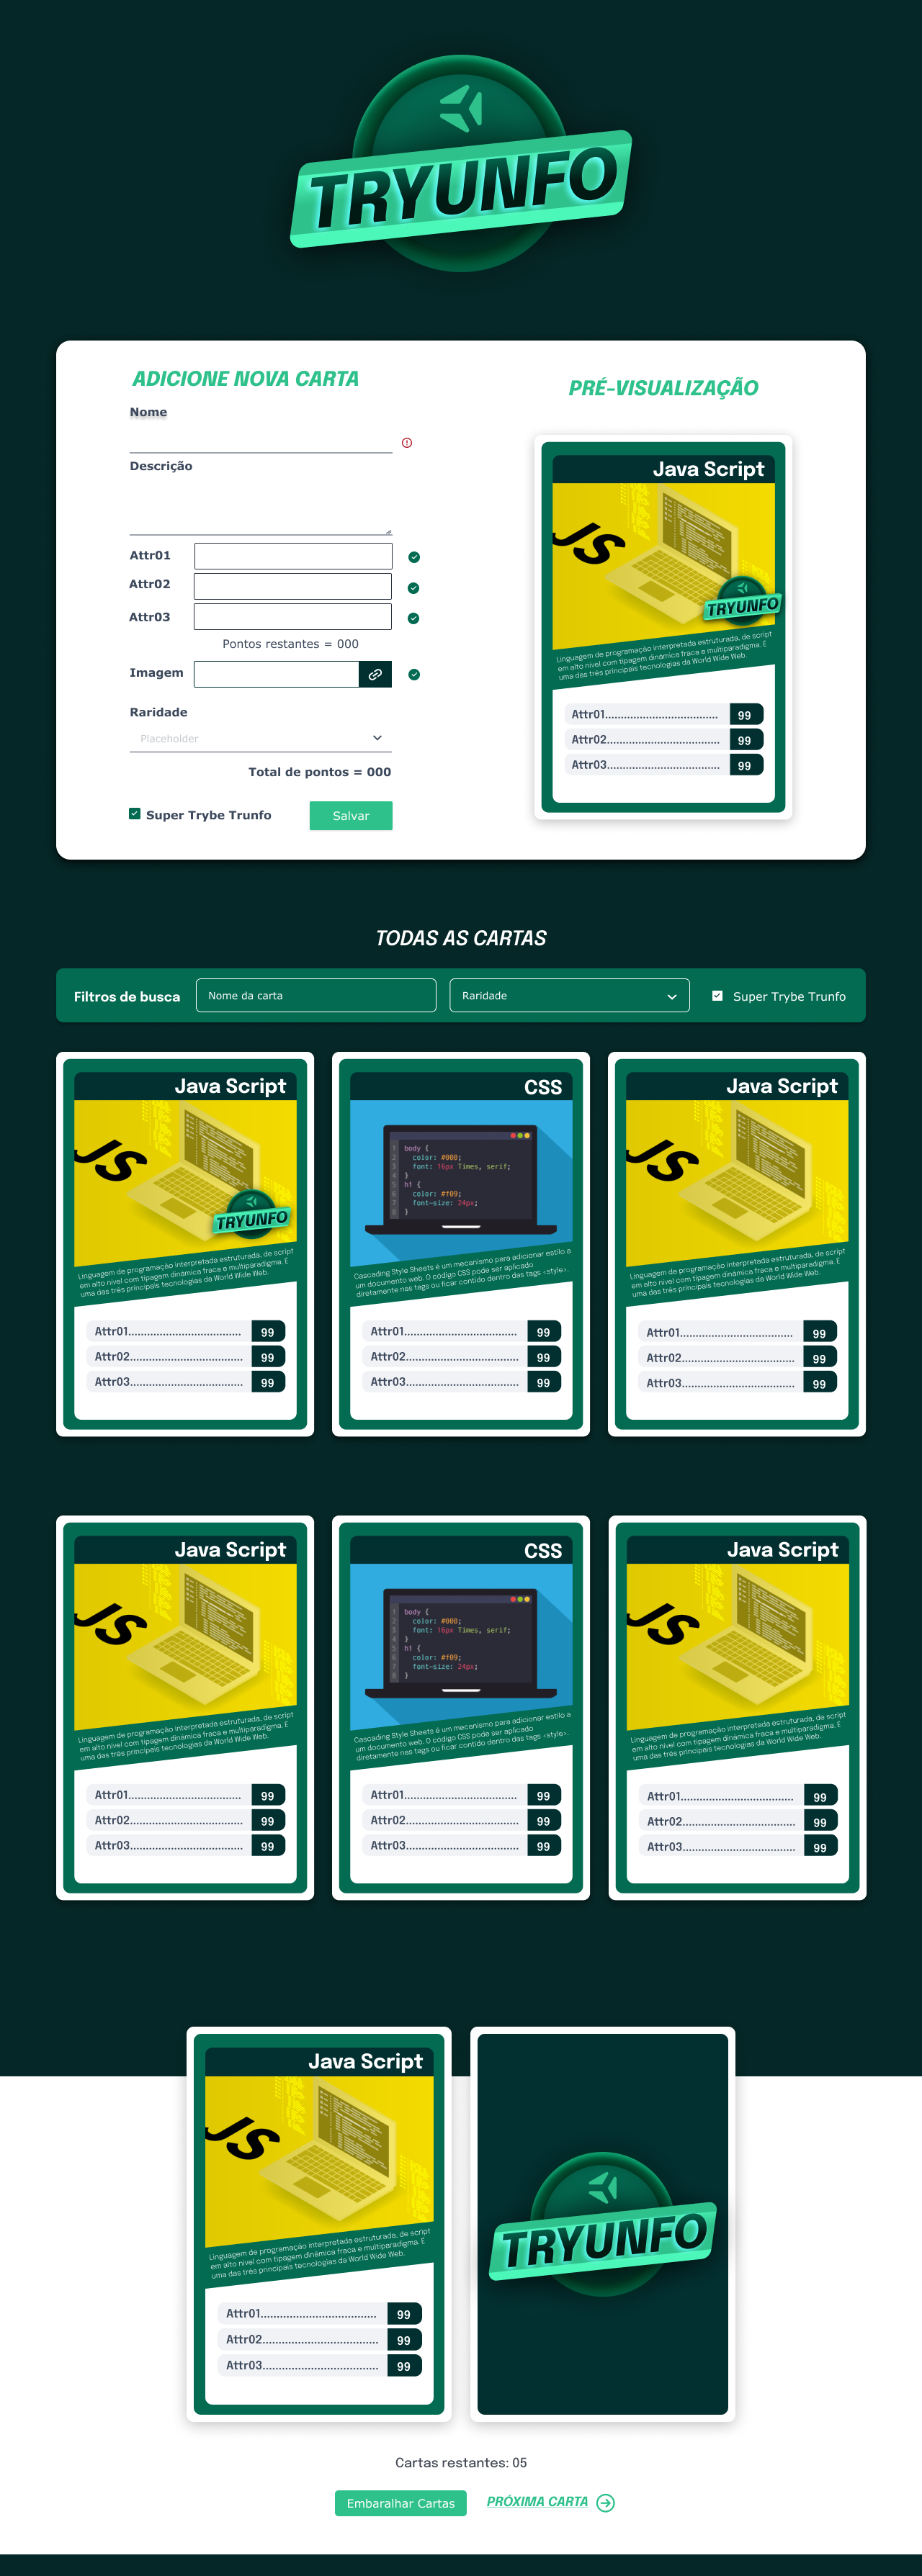 TRYUNFO
ADICIONE NOVA CARTA
Nome
Descrição
Attr01
Attr02
Attr03
Pontos restantes = 000
Imagem
Raridade
Placeholder
Total de pontos = 000
Super Trybe Trunfo
Salvar
PRÉ-VISUALIZAÇÃO
Java Script
JS
TRYUNFO
Linguagem de programação interpretada estruturada, de script
em alto nível com tipagem dinâmica fraca e multiparadigma. É
uma das três principais tecnologias da World Wide Web.
Attr01................................... 99
Attr02................................... 99
Attr03................................... 99
TODAS AS CARTAS
Filtros de busca
Nome da carta
Raridade
Super Trybe Trunfo
Java Script
JS
TRYUNFO
Linguagem de programação interpretada estruturada, de script
em alto nível com tipagem dinâmica fraca e multiparadigma. É
uma das três principais tecnologias da World Wide Web.
Attr01................................... 99
Attr02................................... 99
Attr03................................... 99
CSS
1 body {
2 color: #000;
3 font: 16px Times, serif;
4 }
5 h1 {
6 color: #f09;
7 font-size: 24px;
8 }
Cascading Style Sheets é um mecanismo para adicionar estilo a
um documento web. O código CSS pode ser aplicado
diretamente nas tags ou ficar contido dentro das tags <style>.
Attr01................................... 99
Attr02................................... 99
Attr03................................... 99
Java Script
JS
Linguagem de programação interpretada estruturada, de script
em alto nível com tipagem dinâmica fraca e multiparadigma. É
uma das três principais tecnologias da World Wide Web.
Attr01................................... 99
Attr02................................... 99
Attr03................................... 99
Java Script
JS
Linguagem de programação interpretada estruturada, de script
em alto nível com tipagem dinâmica fraca e multiparadigma. É
uma das três principais tecnologias da World Wide Web.
Attr01................................... 99
Attr02................................... 99
Attr03................................... 99
CSS
1 body {
2 color: #000;
3 font: 16px Times, serif;
4 }
5 h1 {
6 color: #f09;
7 font-size: 24px;
8 }
Cascading Style Sheets é um mecanismo para adicionar estilo a
um documento web. O código CSS pode ser aplicado
diretamente nas tags ou ficar contido dentro das tags <style>.
Attr01................................... 99
Attr02................................... 99
Attr03................................... 99
Java Script
JS
Linguagem de programação interpretada estruturada, de script
em alto nível com tipagem dinâmica fraca e multiparadigma. É
uma das três principais tecnologias da World Wide Web.
Attr01................................... 99
Attr02................................... 99
Attr03................................... 99
Java Script
JS
Linguagem de programação interpretada estruturada, de script
em alto nível com tipagem dinâmica fraca e multiparadigma. É
uma das três principais tecnologias da World Wide Web.
Attr01................................... 99
Attr02................................... 99
Attr03................................... 99
TRYUNFO
Cartas restantes: 05
Embaralhar Cartas
PRÓXIMA CARTA